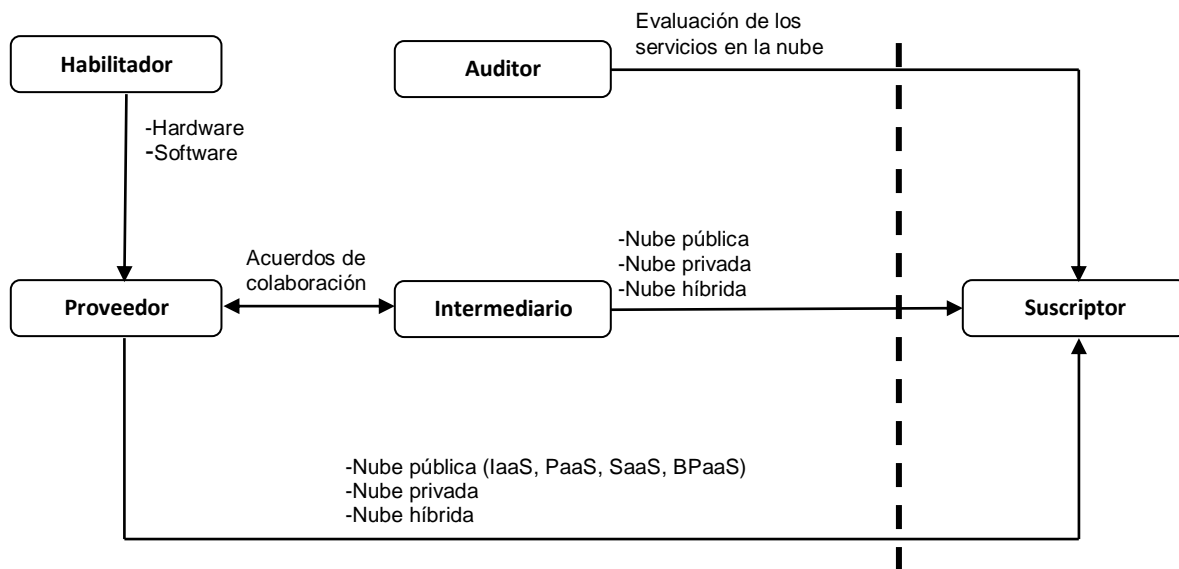 Evaluación de los
servicios en la nube
Habilitador
Auditor
-Hardware
-Software
Acuerdos de
colaboración
-Nube pública
-Nube privada
-Nube híbrida
Proveedor
Intermediario
Suscriptor
-Nube pública (IaaS, PaaS, SaaS, BPaaS)
-Nube privada
-Nube híbrida